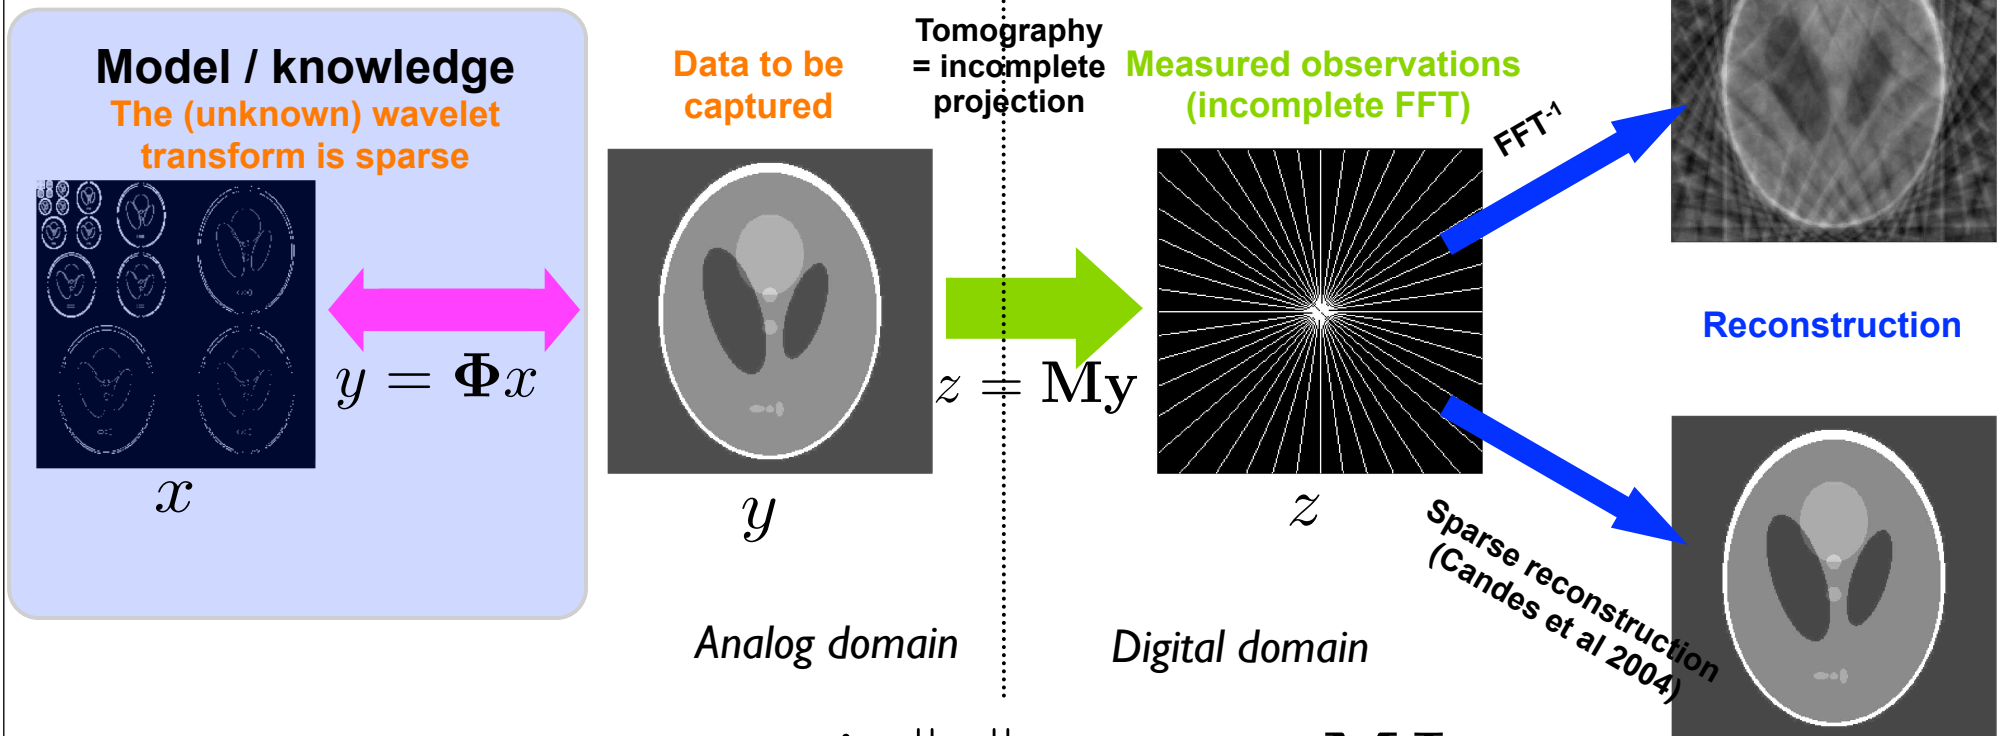 Model / knowledge
The (unknown) wavelet
transform is sparse
x
y = Φx
Data to be
captured
y
Tomography
= incomplete
projection
z = My
Measured observations
(incomplete FFT)
z
FFT-1
Sparse reconstruction
(Candes et al 2004)
Reconstruction
Analog domain
Digital domain